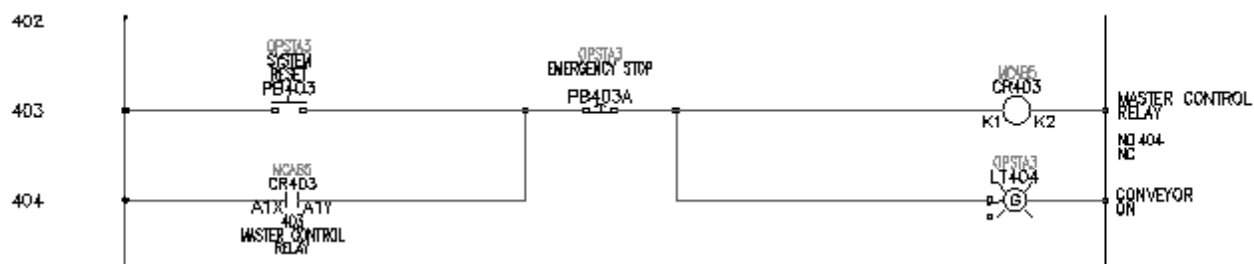 402
OPSTA3
SYSTEM
RESET
PB403
OPSTA3
EMERGENCY STOP
PB403A
MCAB5
CR403
K1 K2
MASTER CONTROL
RELAY
NO 404
NC
403
MCAB5
CR403
A1X A1Y
403
MASTER CONTROL
RELAY
OPSTA3
LT404
G
CONVEYOR
ON
404